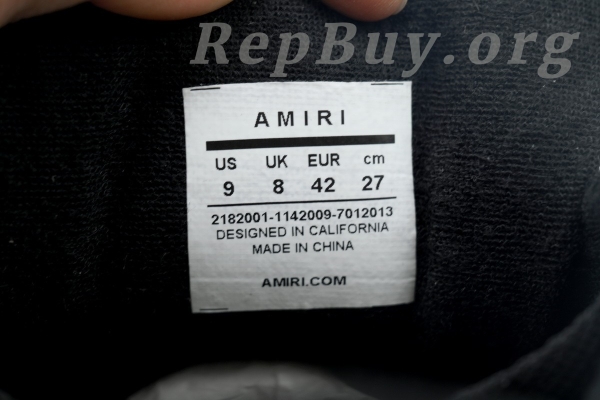 RepBuy.org
AMIRI
US UK EUR cm
9 8 42 27
2182001-1142009-7012013
DESIGNED IN CALIFORNIA
MADE IN CHINA
AMIRI.COM